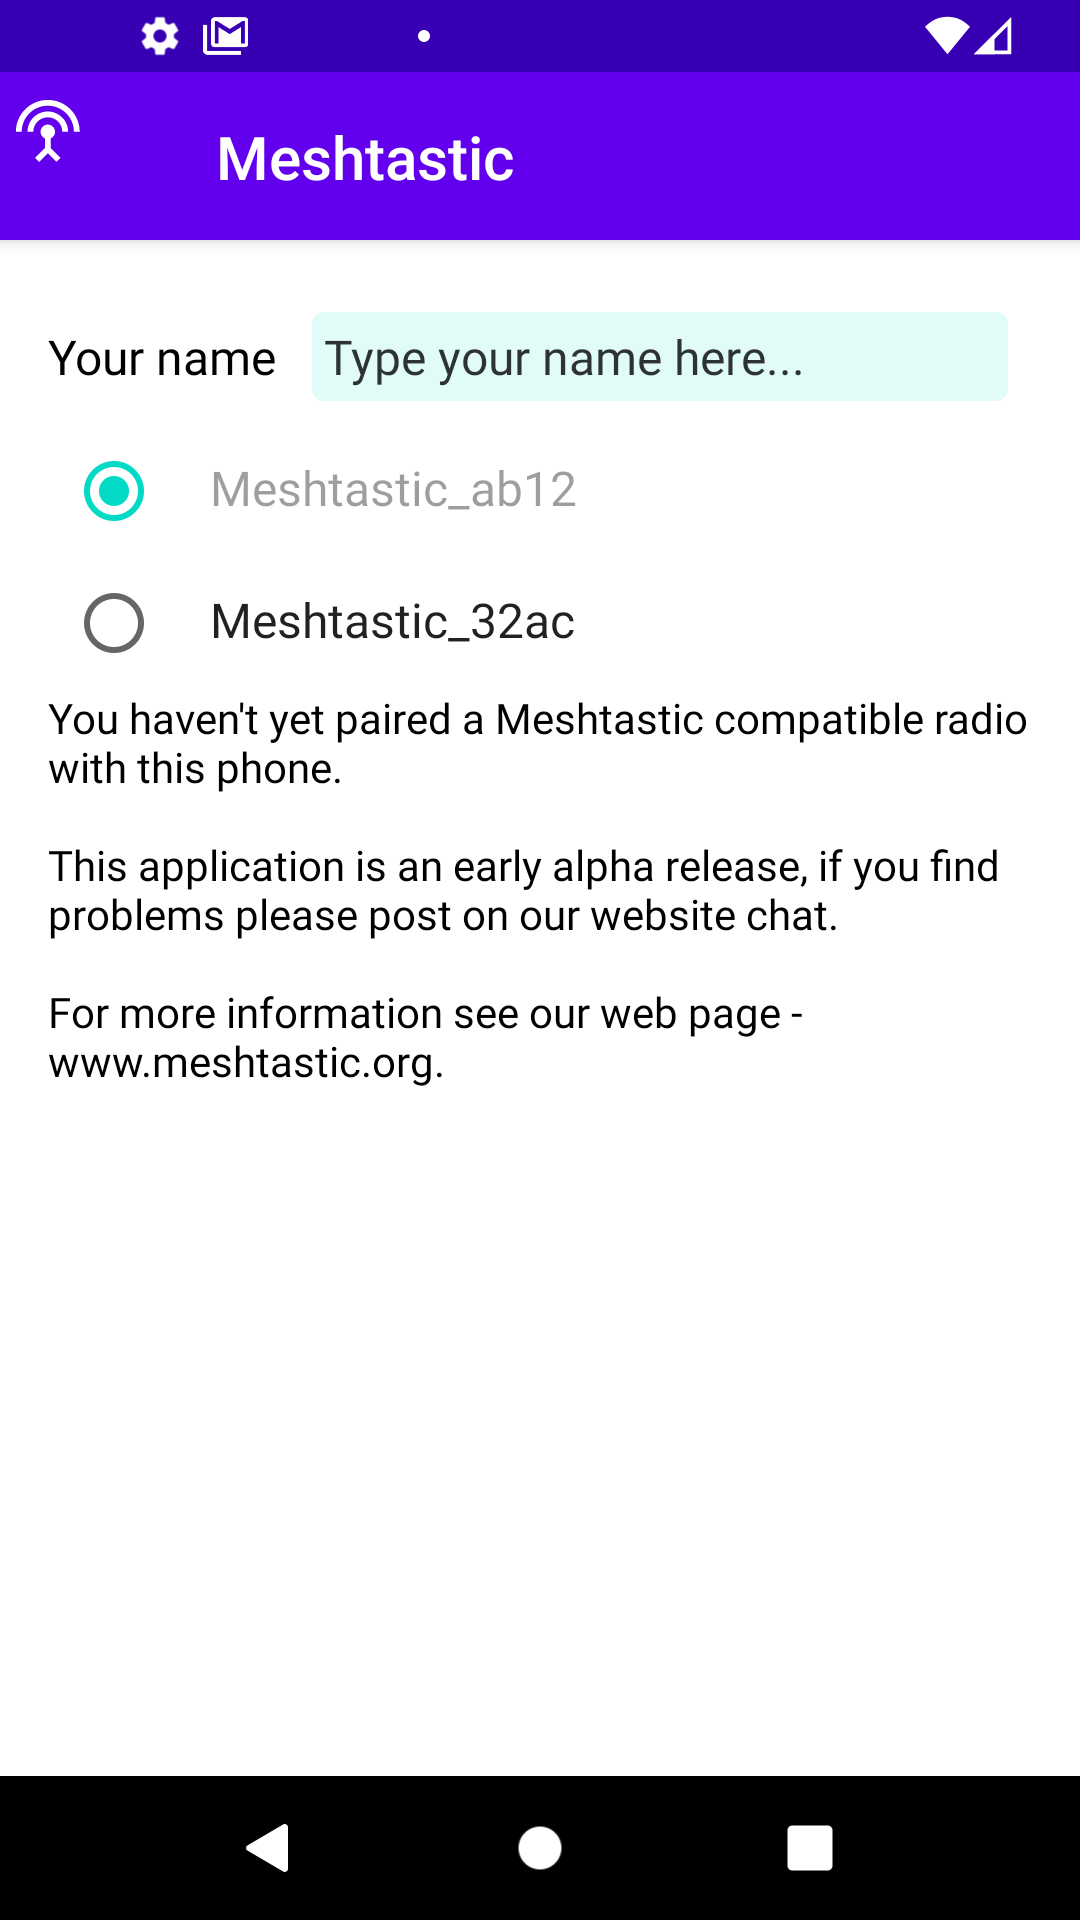 Meshtastic
Your name
Type your name here...
Meshtastic_ab12
Meshtastic_32ac
You haven't yet paired a Meshtastic compatible radio
with this phone.
This application is an early alpha release, if you find
problems please post on our website chat.
For more information see our web page -
www.meshtastic.org.